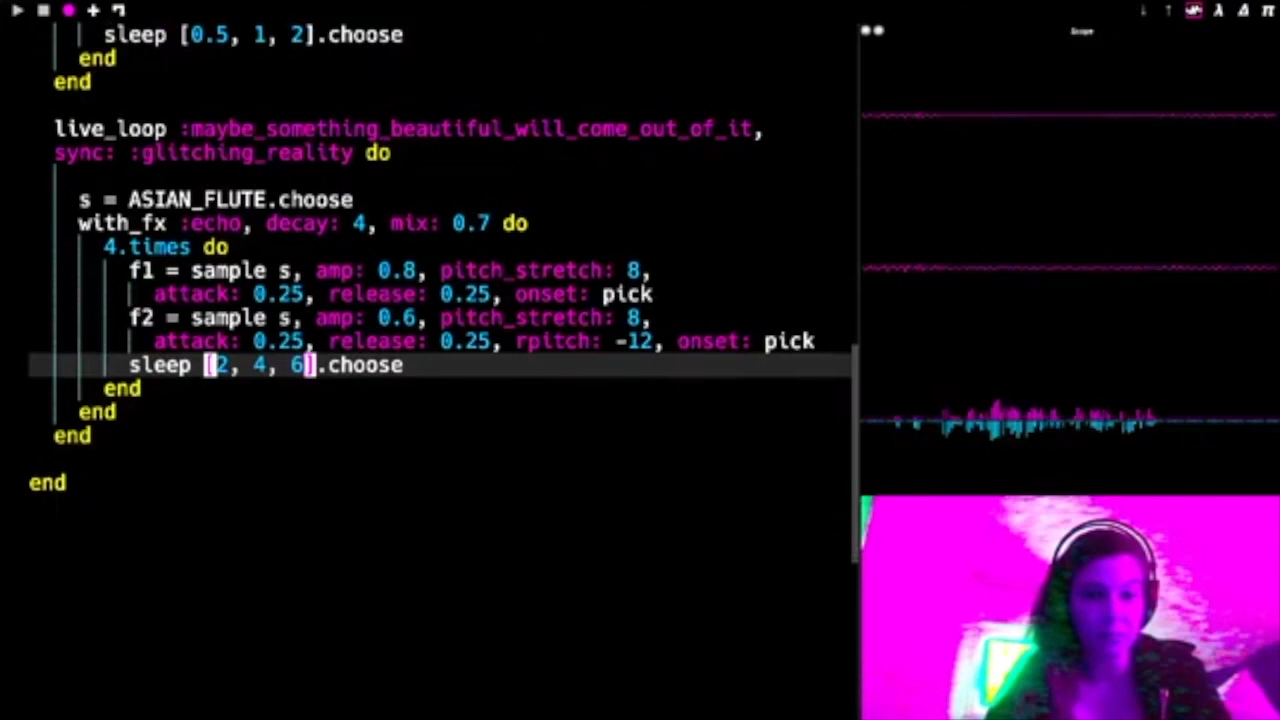 sleep [0.5, 1, 2].choose
end
end
live_loop :maybe_something_beautiful_will_come_out_of_it,
sync: :glitching_reality do
s = ASIAN_FLUTE.choose
with_fx :echo, decay: 4, mix: 0.7 do
4.times do
f1 = sample s, amp: 0.8, pitch_stretch: 8,
attack: 0.25, release: 0.25, onset: pick
f2 = sample s, amp: 0.6, pitch_stretch: 8,
attack: 0.25, release: 0.25, rpitch: -12, onset: pick
sleep [2, 4, 6].choose
end
end
end
end
Scope